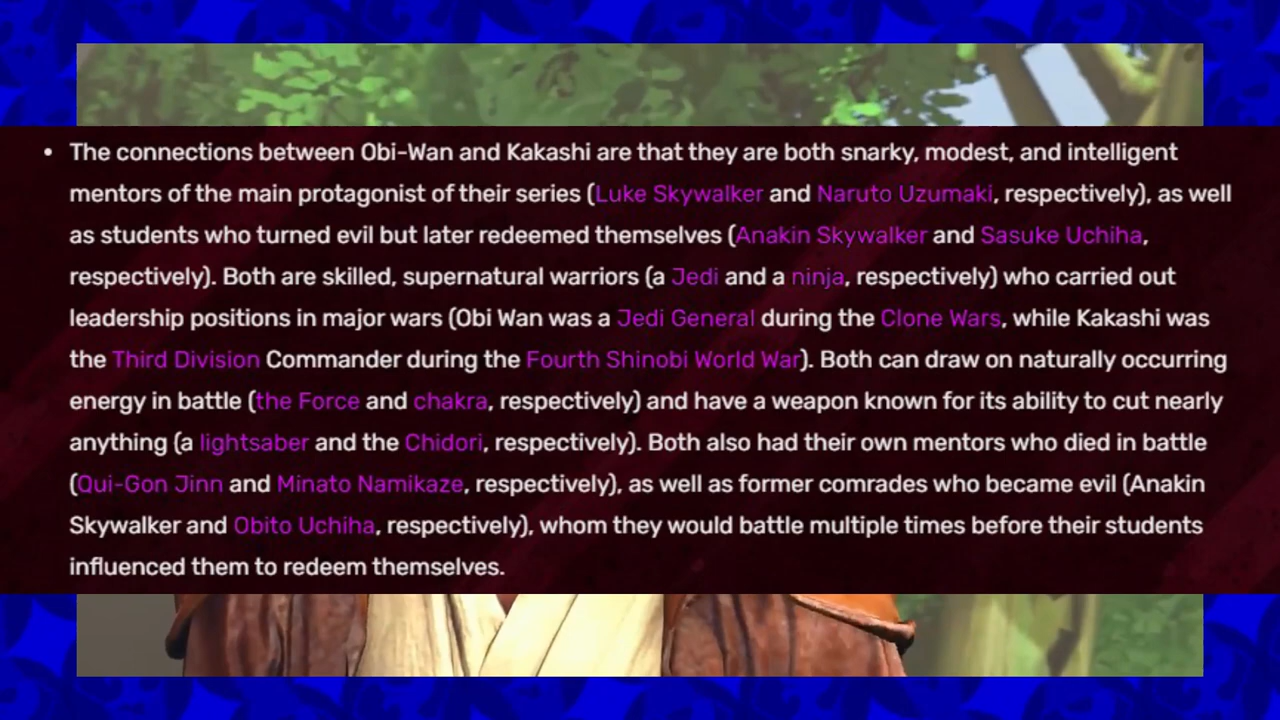 • The connections between Obi-Wan and Kakashi are that they are both snarky, modest, and intelligent
mentors of the main protagonist of their series (Luke Skywalker and Naruto Uzumaki, respectively), as well
as students who turned evil but later redeemed themselves (Anakin Skywalker and Sasuke Uchiha,
respectively). Both are skilled, supernatural warriors (a Jedi and a ninja, respectively) who carried out
leadership positions in major wars (Obi Wan was a Jedi General during the Clone Wars, while Kakashi was
the Third Division Commander during the Fourth Shinobi World War). Both can draw on naturally occurring
energy in battle (the Force and chakra, respectively) and have a weapon known for its ability to cut nearly
anything (a lightsaber and the Chidori, respectively). Both also had their own mentors who died in battle
(Qui-Gon Jinn and Minato Namikaze, respectively), as well as former comrades who became evil (Anakin
Skywalker and Obito Uchiha, respectively), whom they would battle multiple times before their students
influenced them to redeem themselves.